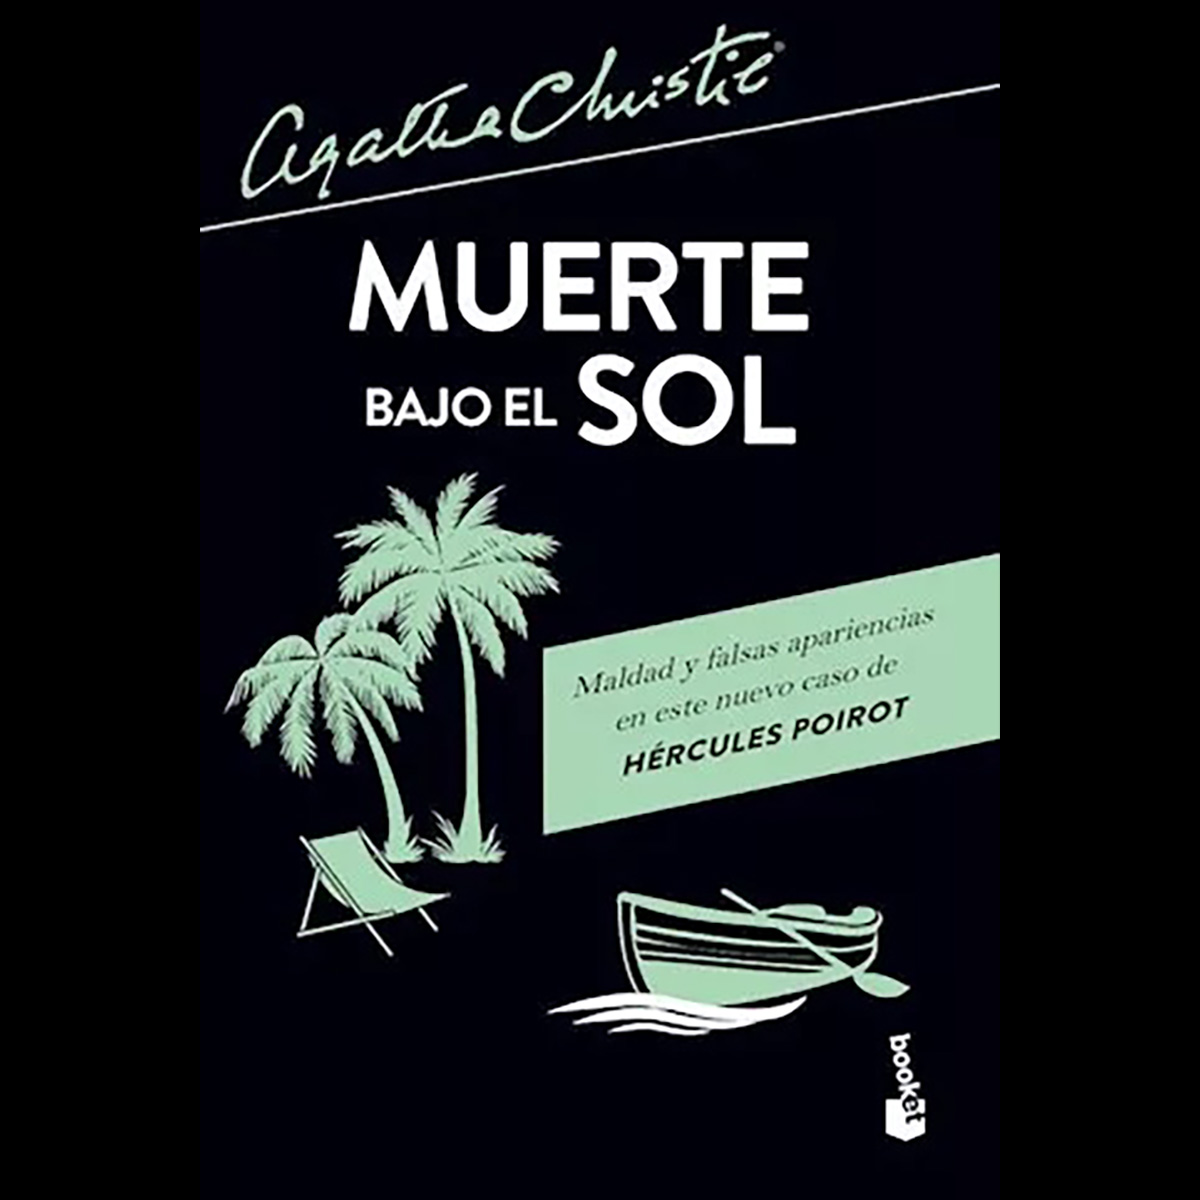 Agatha Christie
MUERTE
BAJO EL SOL
Maldad y falsas apariencias
en este nuevo caso de
HÉRCULES POIROT
booket